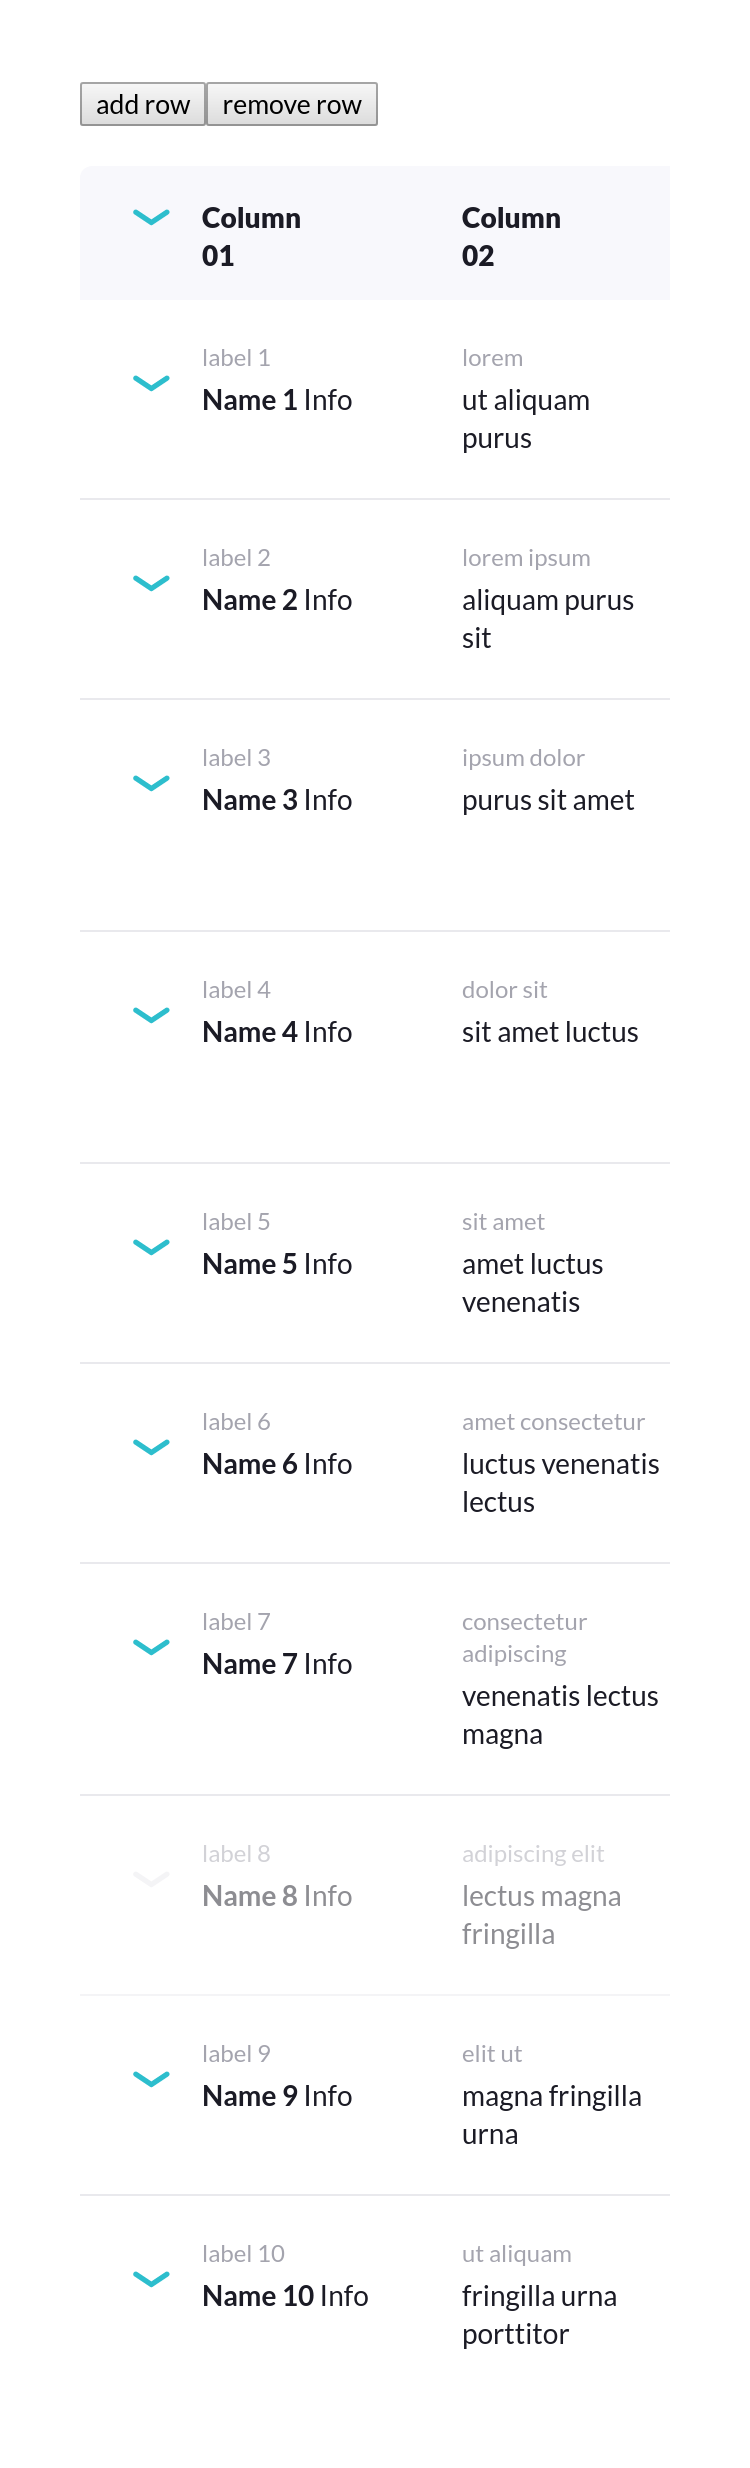 add row remove row
Column Column
01 02
label 1 lorem
Name 1 Info ut aliquam
purus
label 2 lorem ipsum
Name 2 Info aliquam purus
sit
label 3 ipsum dolor
Name 3 Info purus sit amet
label 4 dolor sit
Name 4 Info sit amet luctus
label 5 sit amet
Name 5 Info amet luctus
venenatis
label 6 amet consectetur
Name 6 Info luctus venenatis
lectus
label 7 consectetur
adipiscing
Name 7 Info venenatis lectus
magna
label 8 adipiscing elit
Name 8 Info lectus magna
fringilla
label 9 elit ut
Name 9 Info magna fringilla
urna
label 10 ut aliquam
Name 10 Info fringilla urna
porttitor